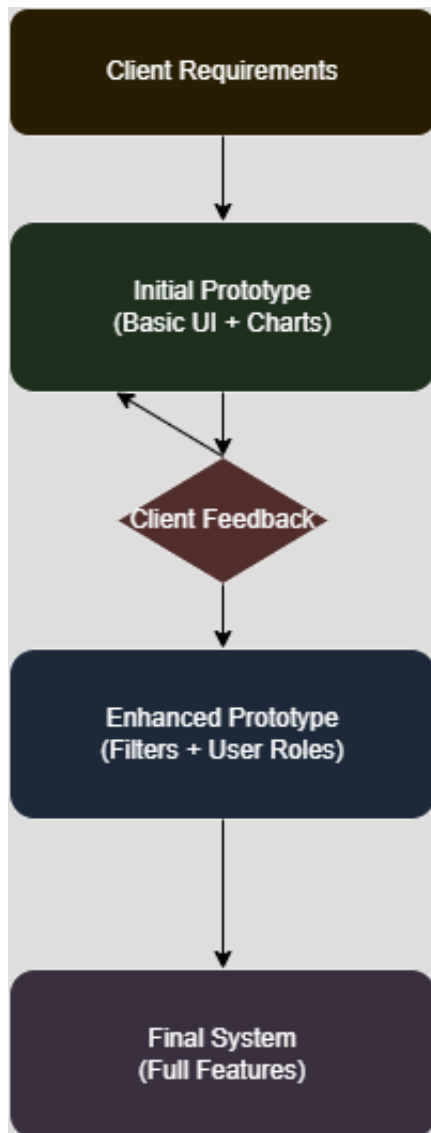 Client Requirements
Initial Prototype
(Basic UI + Charts)
Client Feedback
Enhanced Prototype
(Filters + User Roles)
Final System
(Full Features)